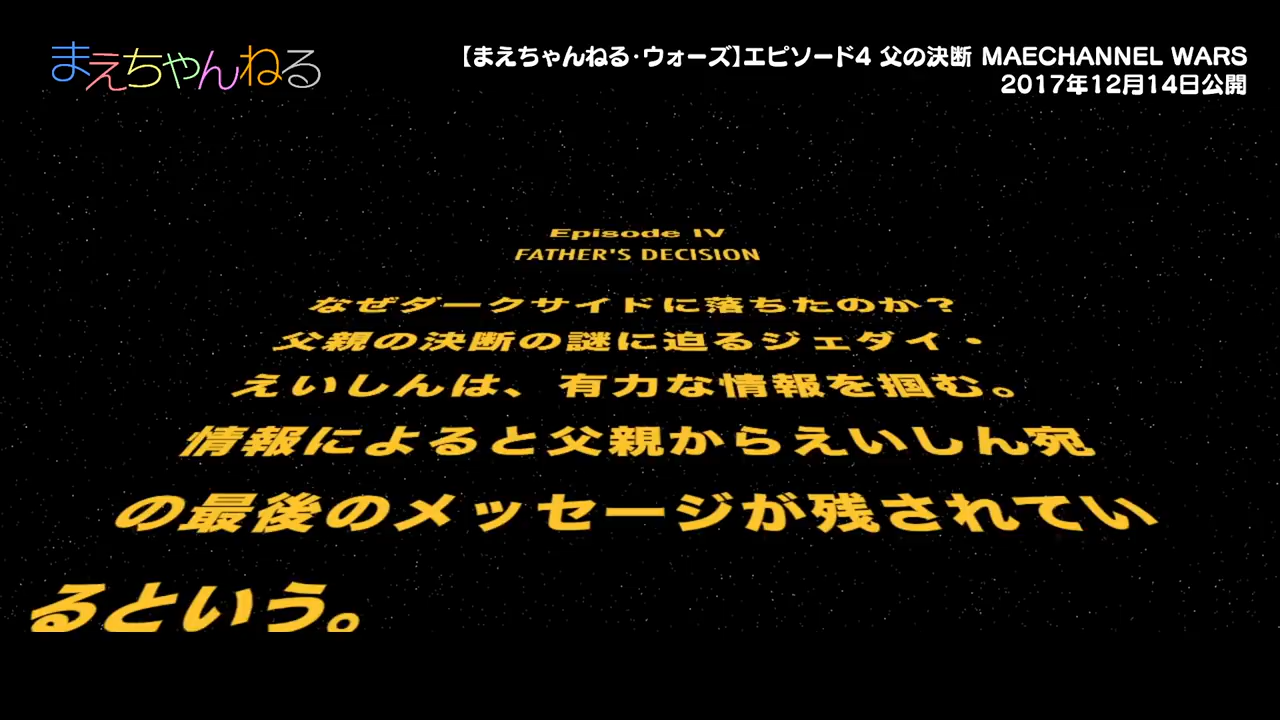 まえちゃんねる
【まえちゃんねる・ウォーズ】エピソード4 父の決断 MAECHANNEL WARS
2017年12月14日公開
Episode IV
FATHER'S DECISION
なぜダークサイドに落ちたのか？
父親の決断の謎に迫るジェダイ・
えいしんは、有力な情報を掴む。
情報によると父親からえいしん宛
の最後のメッセージが残されてい
るという。